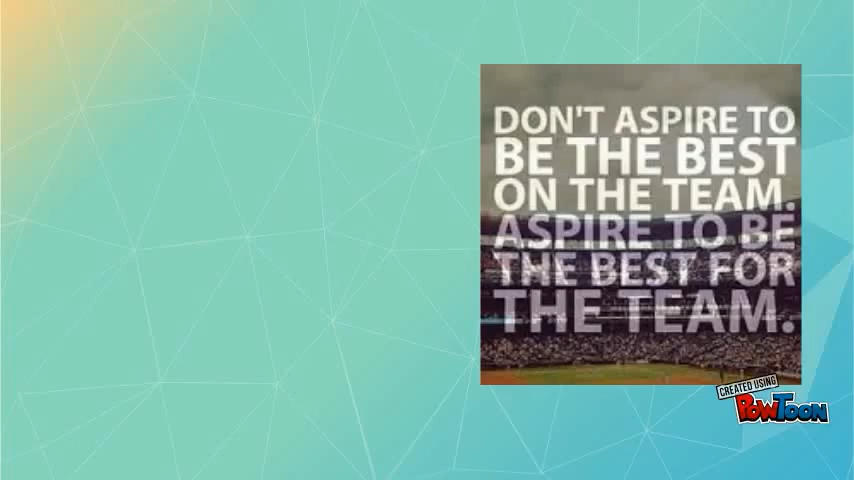 DON'T ASPIRE TO
BE THE BEST
ON THE TEAM.
ASPIRE TO BE
THE BEST FOR
THE TEAM.
CREATED USING
POWTOON